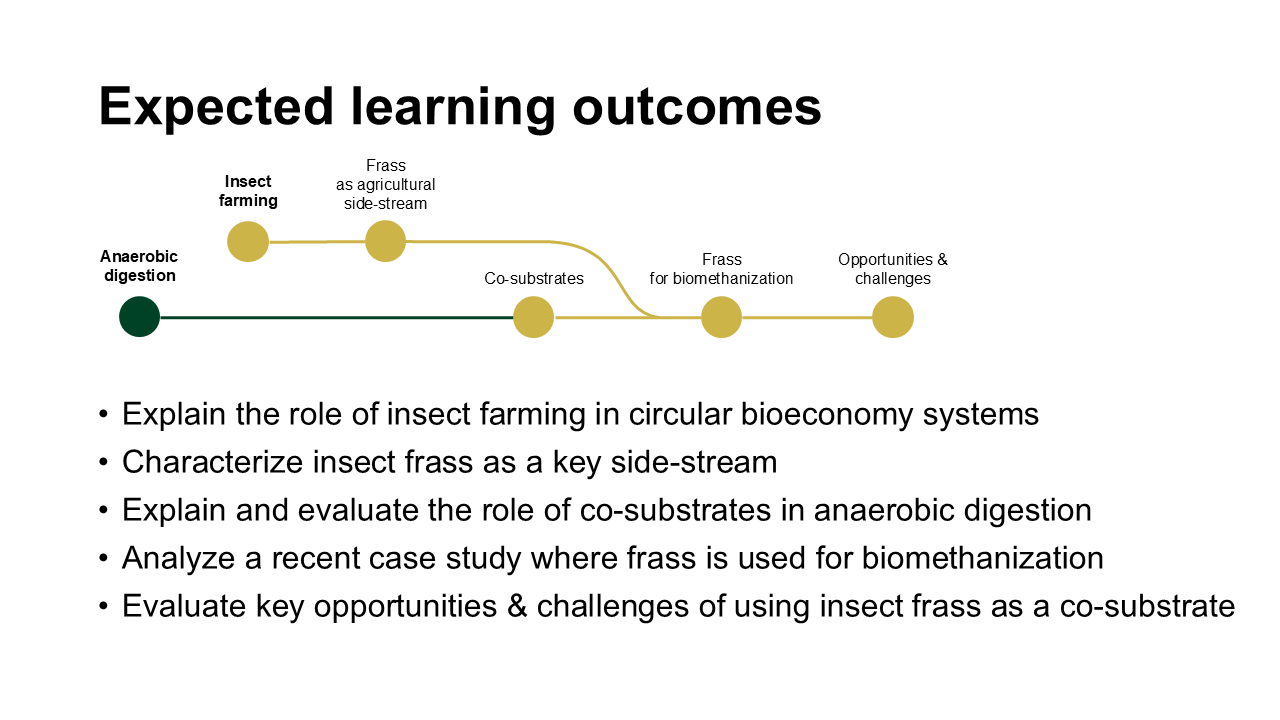 Expected learning outcomes
Insect
farming
Frass
as agricultural
side-stream
Anaerobic
digestion
Co-substrates
Frass
for biomethanization
Opportunities &
challenges
• Explain the role of insect farming in circular bioeconomy systems
• Characterize insect frass as a key side-stream
• Explain and evaluate the role of co-substrates in anaerobic digestion
• Analyze a recent case study where frass is used for biomethanization
• Evaluate key opportunities & challenges of using insect frass as a co-substrate